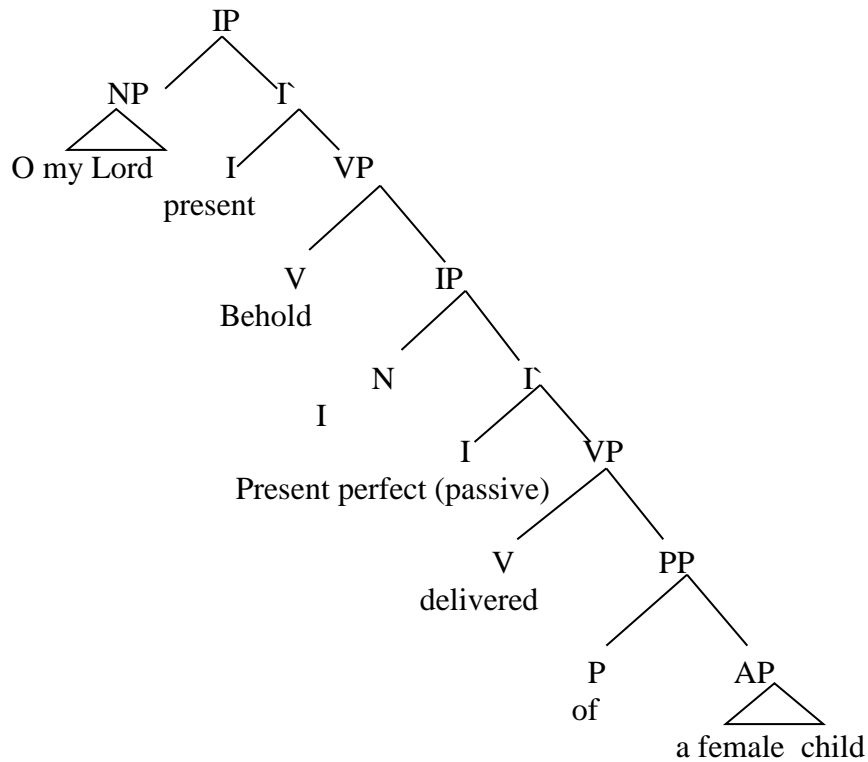 IP
NP I`
O my Lord I VP
present
V IP
Behold
N I`
I
I VP
Present perfect (passive)
V PP
delivered
P AP
of
a female child